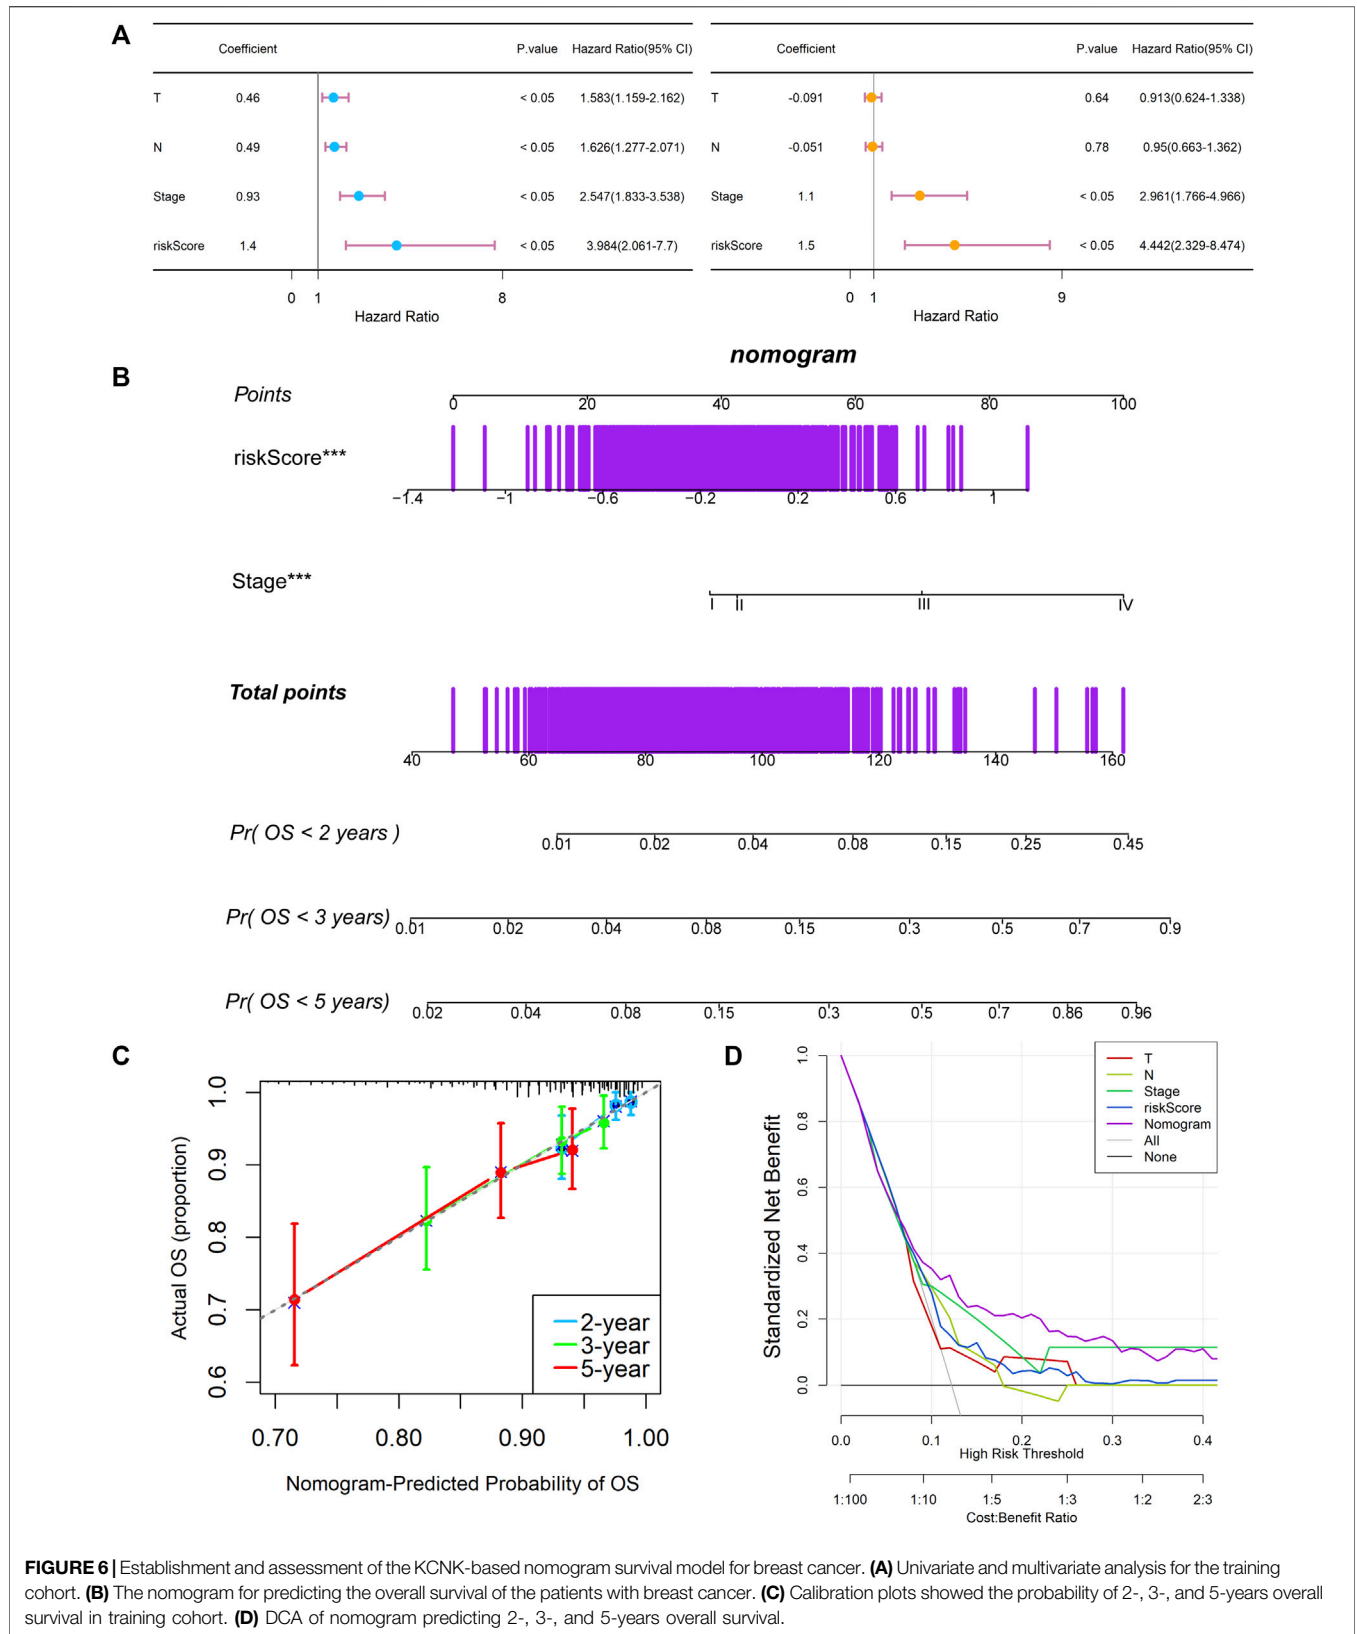 A
Coefficient P.value Hazard Ratio(95% CI) Coefficient P.value Hazard Ratio(95% CI)
T 0.46 < 0.05 1.583(1.159-2.162) T -0.091 0.64 0.913(0.624-1.338)
N 0.49 < 0.05 1.626(1.277-2.071) N -0.051 0.78 0.95(0.663-1.362)
Stage 0.93 < 0.05 2.547(1.833-3.538) Stage 1.1 < 0.05 2.961(1.766-4.966)
riskScore 1.4 < 0.05 3.984(2.061-7.7) riskScore 1.5 < 0.05 4.442(2.329-8.474)
0 1 8 0 1 9
Hazard Ratio Hazard Ratio
nomogram
B
Points
0 20 40 60 80 100
riskScore***
−1.4 −1 −0.6 −0.2 0.2 0.6 1
Stage***
I II III IV
Total points
40 60 80 100 120 140 160
Pr( OS < 2 years )
0.01 0.02 0.04 0.08 0.15 0.25 0.45
Pr( OS < 3 years)
0.01 0.02 0.04 0.08 0.15 0.3 0.5 0.7 0.9
Pr( OS < 5 years)
0.02 0.04 0.08 0.15 0.3 0.5 0.7 0.86 0.96
C
Actual OS (proportion)
1.0
0.9
0.8
0.7
0.6
2-year
3-year
5-year
0.70 0.80 0.90 1.00
Nomogram-Predicted Probability of OS
D
Standardized Net Benefit
1.0
0.8
0.6
0.4
0.2
0.0
T
N
Stage
riskScore
Nomogram
All
None
0.0 0.1 0.2 0.3 0.4
High Risk Threshold
1:100 1:10 1:5 1:3 1:2 2:3
Cost:Benefit Ratio
FIGURE 6 | Establishment and assessment of the KCNK-based nomogram survival model for breast cancer. (A) Univariate and multivariate analysis for the training
cohort. (B) The nomogram for predicting the overall survival of the patients with breast cancer. (C) Calibration plots showed the probability of 2-, 3-, and 5-years overall
survival in training cohort. (D) DCA of nomogram predicting 2-, 3-, and 5-years overall survival.